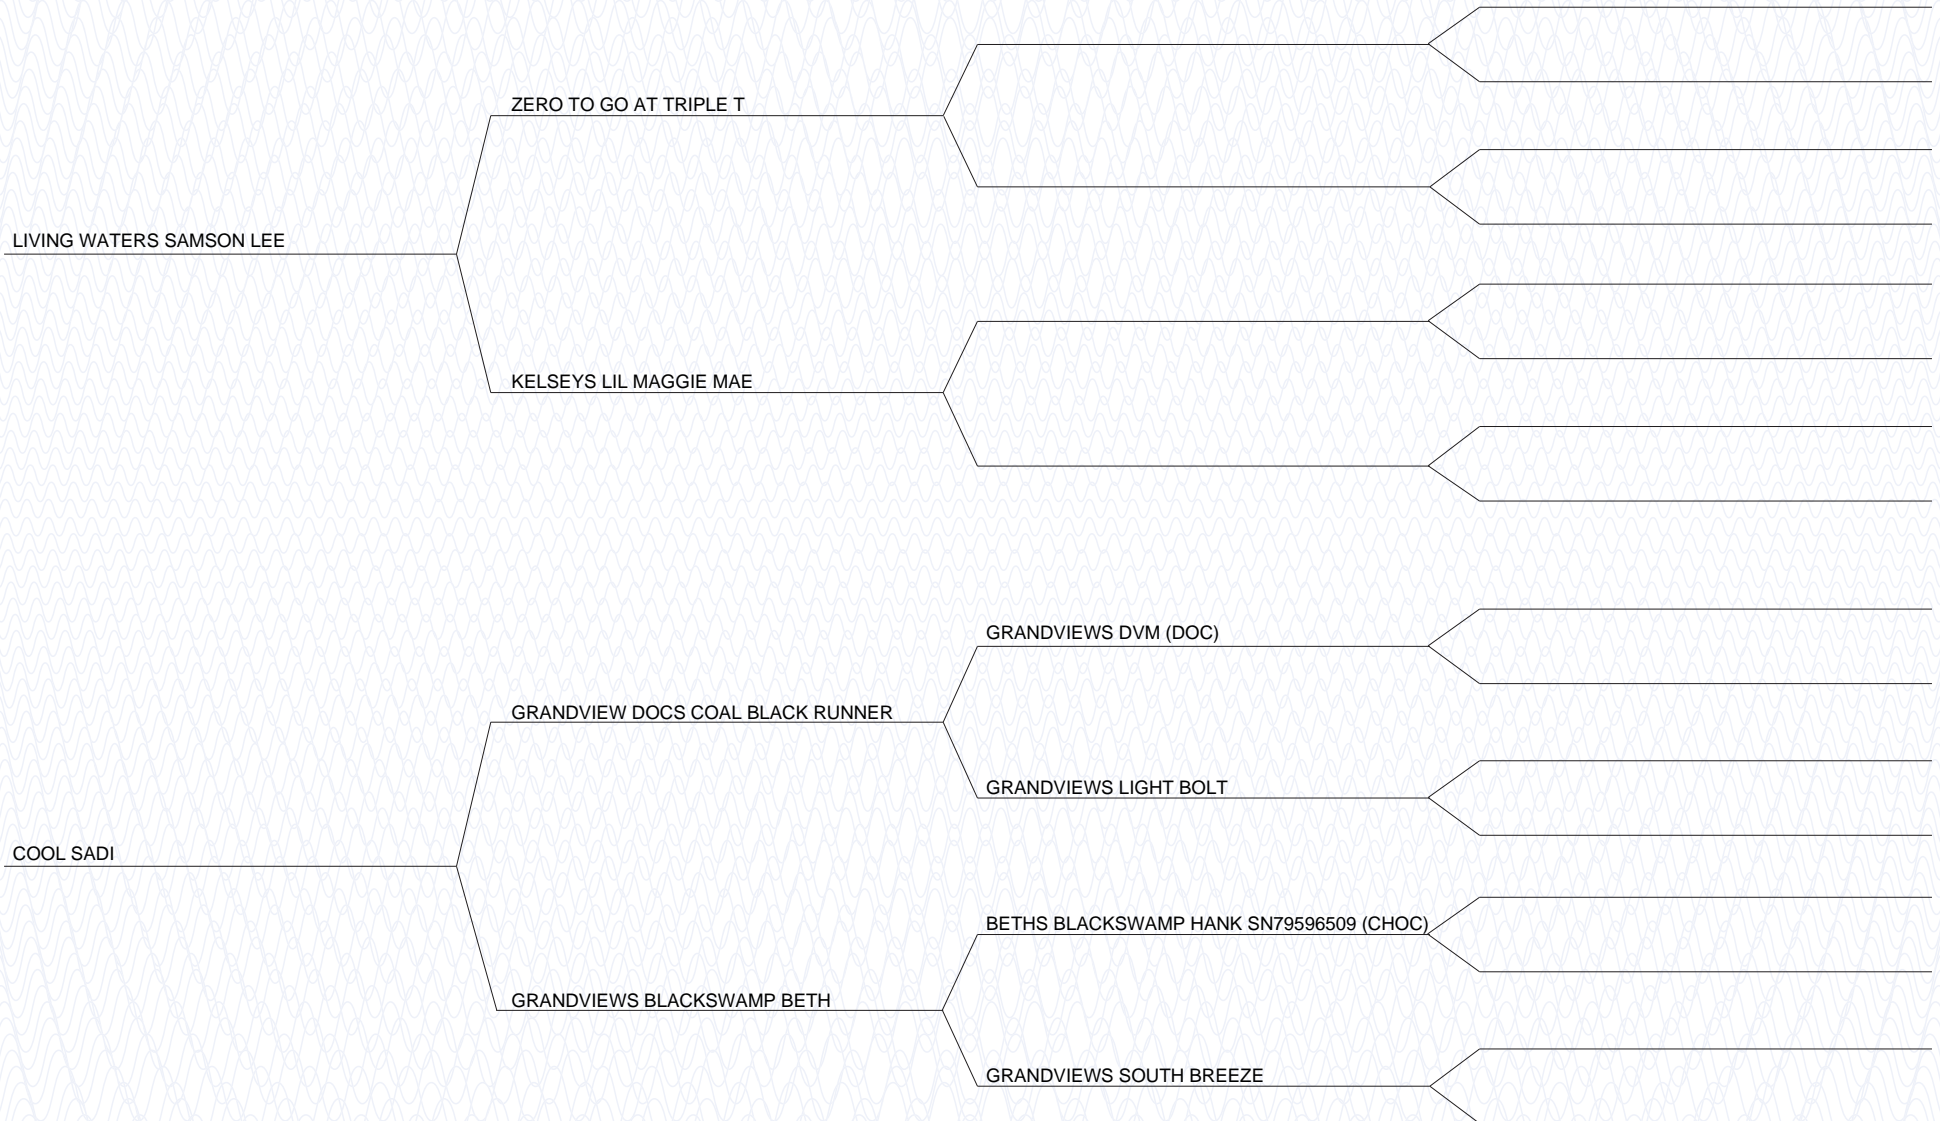 ZERO TO GO AT TRIPLE T
LIVING WATERS SAMSON LEE
KELSEYS LIL MAGGIE MAE
GRANDVIEWS DVM (DOC)
GRANDVIEW DOCS COAL BLACK RUNNER
GRANDVIEWS LIGHT BOLT
COOL SADI
BETHS BLACKSWAMP HANK SN79596509 (CHOC)
GRANDVIEWS BLACKSWAMP BETH
GRANDVIEWS SOUTH BREEZE